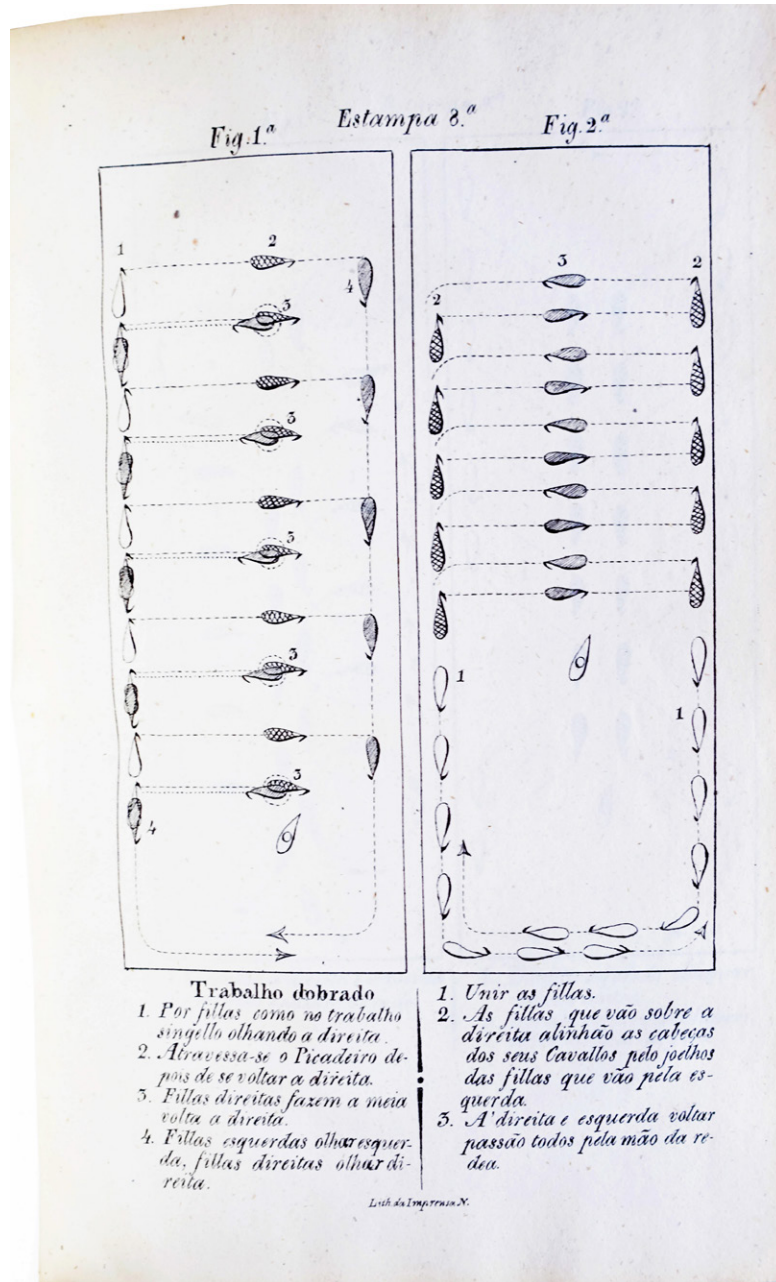 Estampa 8.ª
Fig. 1.ª
Fig. 2.ª
1
2
4
3
3
3
3
3
4
3
2
2
1
1
Trabalho dobrado
1. Por fillas como no trabalho
singello olhando a direita.
2. Atravessa-se o Picadeiro de-
pois de se voltar a direita.
3. Fillas direitas fazem a meia
volta a direita.
4. Fillas esquerdas olhar esquer-
da, fillas direitas olhar di-
reita.
1. Unir as fillas.
2. As fillas que vão sobre a
direita alinhão as cabeças
dos seus Cavallos pelo joelhos
das fillas que vão pela es-
querda.
3. A' direita e esquerda voltar
passão todos pela mão da re-
dea.
Lith. da Imprensa N.